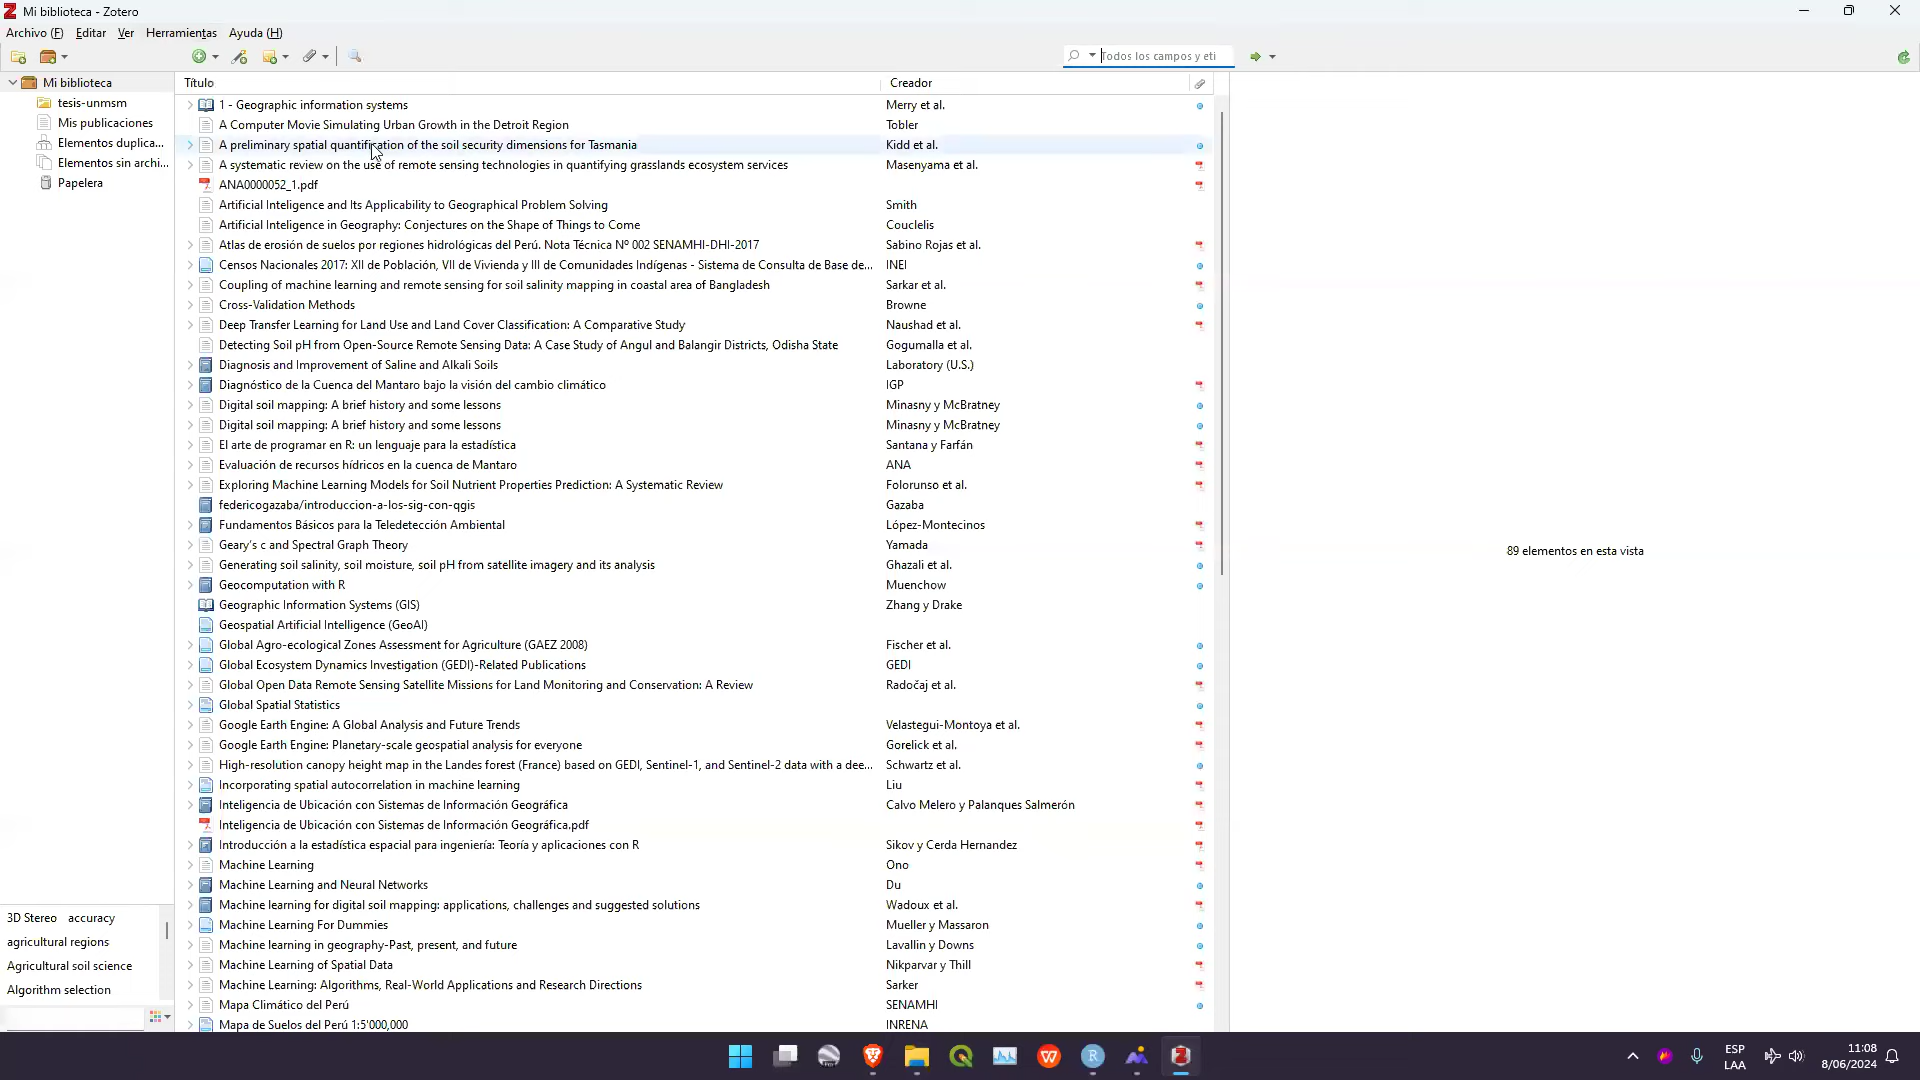 Mi biblioteca - Zotero
Archivo (F) Editar Ver Herramientas Ayuda (H)
Todos los campos y eti
Mi biblioteca
tesis-unmsm
Mis publicaciones
Elementos duplica...
Elementos sin archi...
Papelera
Título Creador
1 - Geographic information systems Merry et al.
A Computer Movie Simulating Urban Growth in the Detroit Region Tobler
A preliminary spatial quantification of the soil security dimensions for Tasmania Kidd et al.
A systematic review on the use of remote sensing technologies in quantifying grasslands ecosystem services Masenyama et al.
ANA0000052_1.pdf
Artificial Inteligence and Its Applicability to Geographical Problem Solving Smith
Artificial Inteligence in Geography: Conjectures on the Shape of Things to Come Couclelis
Atlas de erosión de suelos por regiones hidrológicas del Perú. Nota Técnica Nº 002 SENAMHI-DHI-2017 Sabino Rojas et al.
Censos Nacionales 2017: XII de Población, VII de Vivienda y III de Comunidades Indígenas - Sistema de Consulta de Base de... INEI
Coupling of machine learning and remote sensing for soil salinity mapping in coastal area of Bangladesh Sarkar et al.
Cross-Validation Methods Browne
Deep Transfer Learning for Land Use and Land Cover Classification: A Comparative Study Naushad et al.
Detecting Soil pH from Open-Source Remote Sensing Data: A Case Study of Angul and Balangir Districts, Odisha State Gogumalla et al.
Diagnosis and Improvement of Saline and Alkali Soils Laboratory (U.S.)
Diagnóstico de la Cuenca del Mantaro bajo la visión del cambio climático IGP
Digital soil mapping: A brief history and some lessons Minasny y McBratney
Digital soil mapping: A brief history and some lessons Minasny y McBratney
El arte de programar en R: un lenguaje para la estadística Santana y Farfán
Evaluación de recursos hídricos en la cuenca de Mantaro ANA
Exploring Machine Learning Models for Soil Nutrient Properties Prediction: A Systematic Review Folorunso et al.
federicogazaba/introduccion-a-los-sig-con-qgis Gazaba
Fundamentos Básicos para la Teledetección Ambiental López-Montecinos
Geary's c and Spectral Graph Theory Yamada
Generating soil salinity, soil moisture, soil pH from satellite imagery and its analysis Ghazali et al.
Geocomputation with R Muenchow
Geographic Information Systems (GIS) Zhang y Drake
Geospatial Artificial Intelligence (GeoAI)
Global Agro-ecological Zones Assessment for Agriculture (GAEZ 2008) Fischer et al.
Global Ecosystem Dynamics Investigation (GEDI)-Related Publications GEDI
Global Open Data Remote Sensing Satellite Missions for Land Monitoring and Conservation: A Review Radočaj et al.
Global Spatial Statistics
Google Earth Engine: A Global Analysis and Future Trends Velastegui-Montoya et al.
Google Earth Engine: Planetary-scale geospatial analysis for everyone Gorelick et al.
High-resolution canopy height map in the Landes forest (France) based on GEDI, Sentinel-1, and Sentinel-2 data with a dee... Schwartz et al.
Incorporating spatial autocorrelation in machine learning Liu
Inteligencia de Ubicación con Sistemas de Información Geográfica Calvo Melero y Palanques Salmerón
Inteligencia de Ubicación con Sistemas de Información Geográfica.pdf
Introducción a la estadística espacial para ingeniería: Teoría y aplicaciones con R Sikov y Cerda Hernandez
Machine Learning Ono
Machine Learning and Neural Networks Du
Machine learning for digital soil mapping: applications, challenges and suggested solutions Wadoux et al.
Machine Learning For Dummies Mueller y Massaron
Machine learning in geography-Past, present, and future Lavallin y Downs
Machine Learning of Spatial Data Nikparvar y Thill
Machine Learning: Algorithms, Real-World Applications and Research Directions Sarker
Mapa Climático del Perú SENAMHI
Mapa de Suelos del Perú 1:5'000,000 INRENA
89 elementos en esta vista
3D Stereo accuracy
agricultural regions
Agricultural soil science
Algorithm selection
ESP
LAA
11:08
8/06/2024